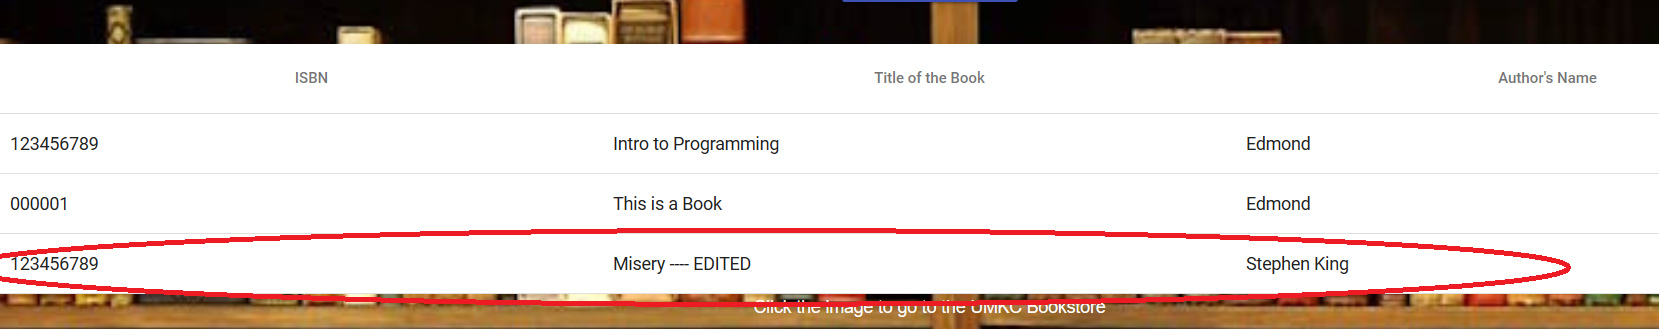 ISBN Title of the Book Author's Name
123456789 Intro to Programming Edmond
000001 This is a Book Edmond
123456789 Misery ---- EDITED Stephen King
Click the image to go to the UMKC Bookstore